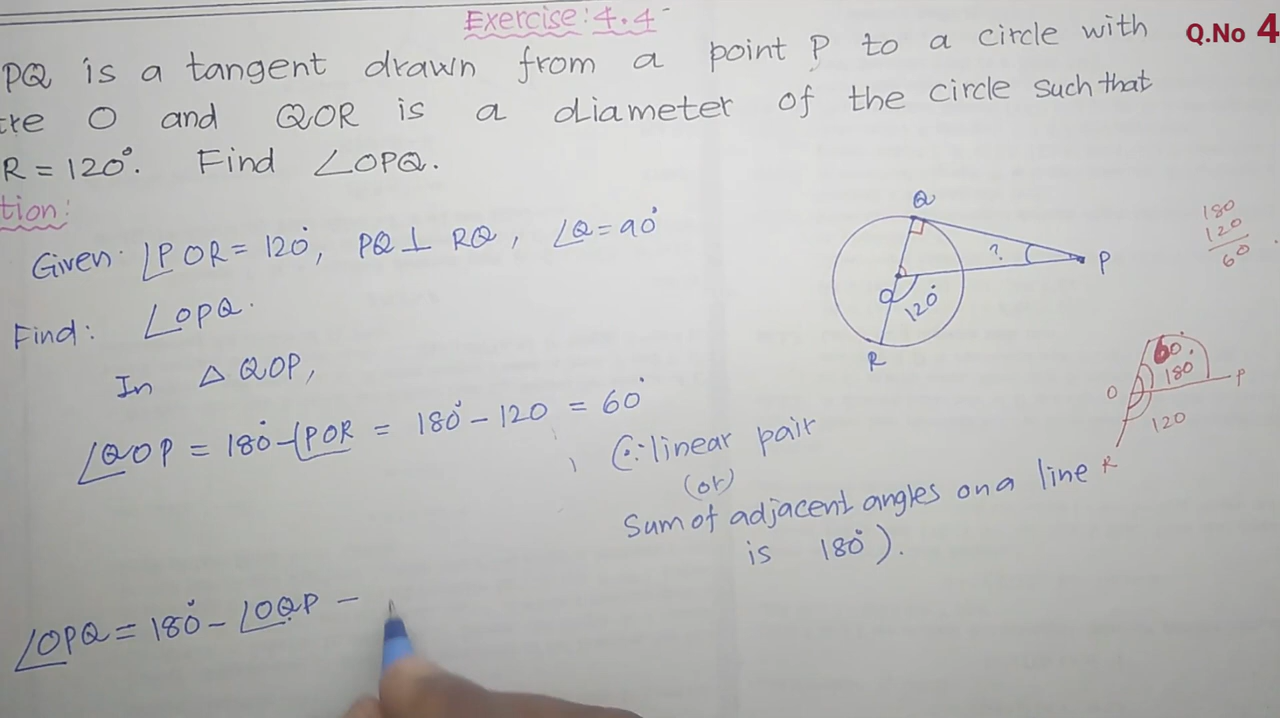 Exercise: 4.4
Q.No 4
PQ is a tangent drawn from a point P to a circle with
tre O and QOR is a diameter of the circle such that
R = 120°. Find ∠OPQ.
tion:
Given: ∠POR = 120°, PQ ⊥ RQ, ∠Q = 90°
Find: ∠OPQ.
In △ QOP,
∠QOP = 180° - ∠POR = 180° - 120 = 60°
(∵ linear pair
(or)
Sum of adjacent angles on a line
is 180°).
∠OPQ = 180° - ∠OQP -
Q
?
P
O
120°
R
180
120
60
60°
180°
O
P
120
R